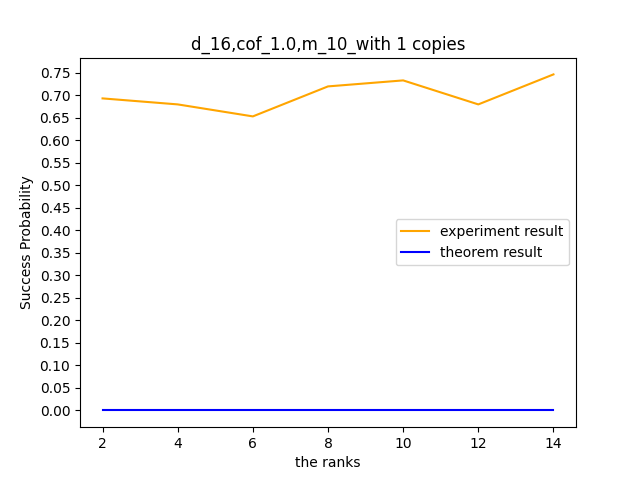 d_16,cof_1.0,m_10_with 1 copies
0.75
0.70
0.65
0.60
0.55
0.50
0.45
0.40
0.35
0.30
0.25
0.20
0.15
0.10
0.05
0.00
Success Probability
experiment result
theorem result
2 4 6 8 10 12 14
the ranks